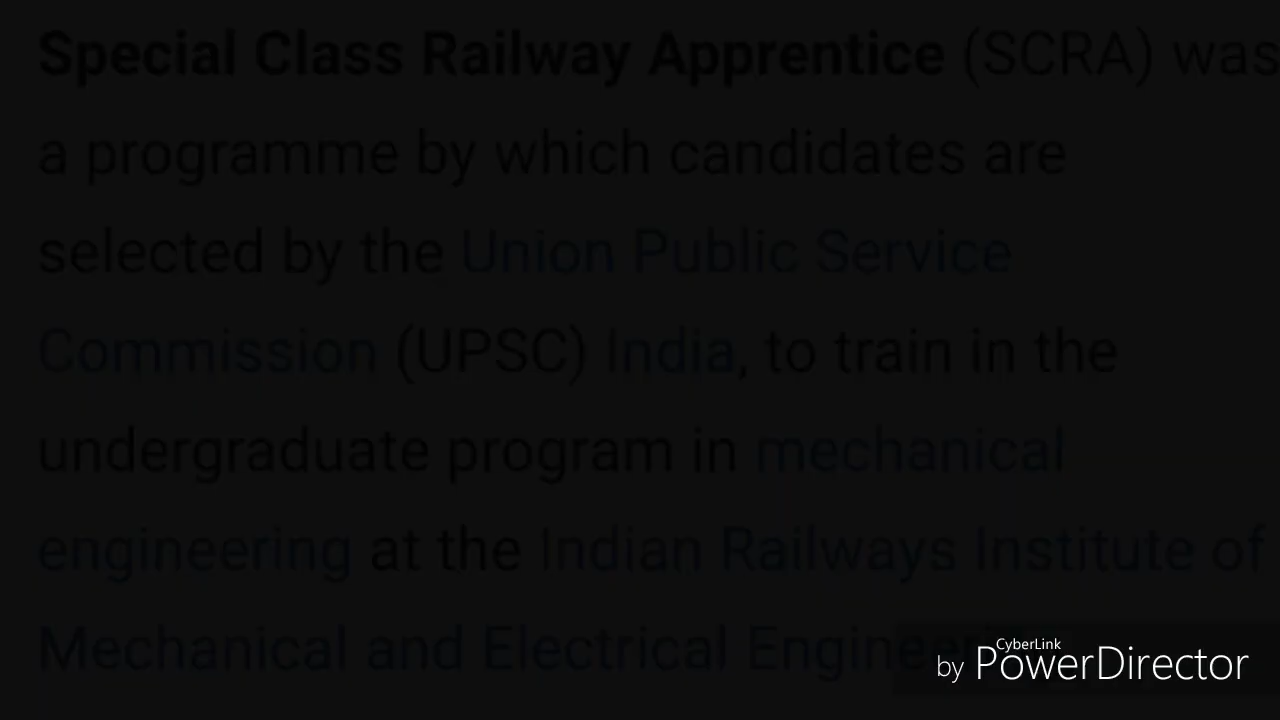 Special Class Railway Apprentice (SCRA) was
a programme by which candidates are
selected by the Union Public Service
Commission (UPSC) India, to train in the
undergraduate program in mechanical
engineering at the Indian Railways Institute of
Mechanical and Electrical
CyberLink
by PowerDirector